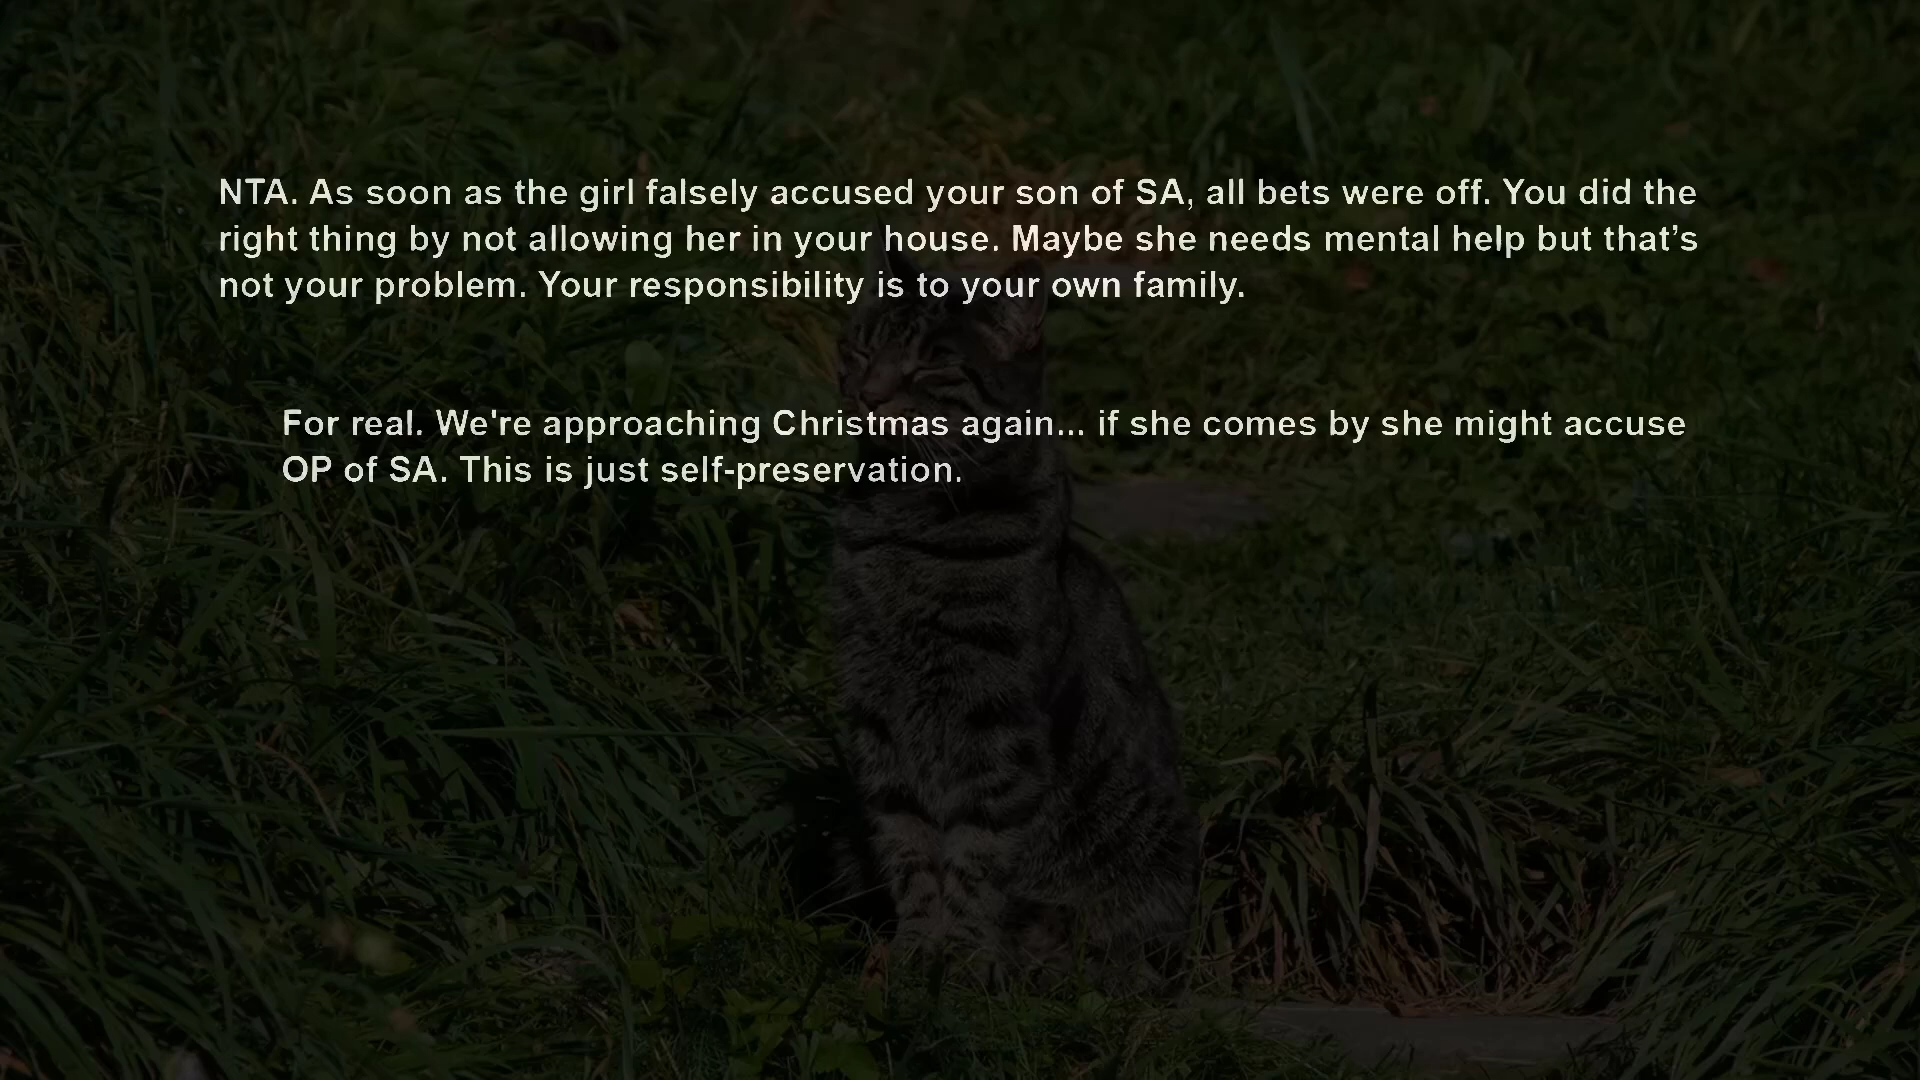 NTA. As soon as the girl falsely accused your son of SA, all bets were off. You did the
right thing by not allowing her in your house. Maybe she needs mental help but that’s
not your problem. Your responsibility is to your own family.
For real. We're approaching Christmas again... if she comes by she might accuse
OP of SA. This is just self-preservation.